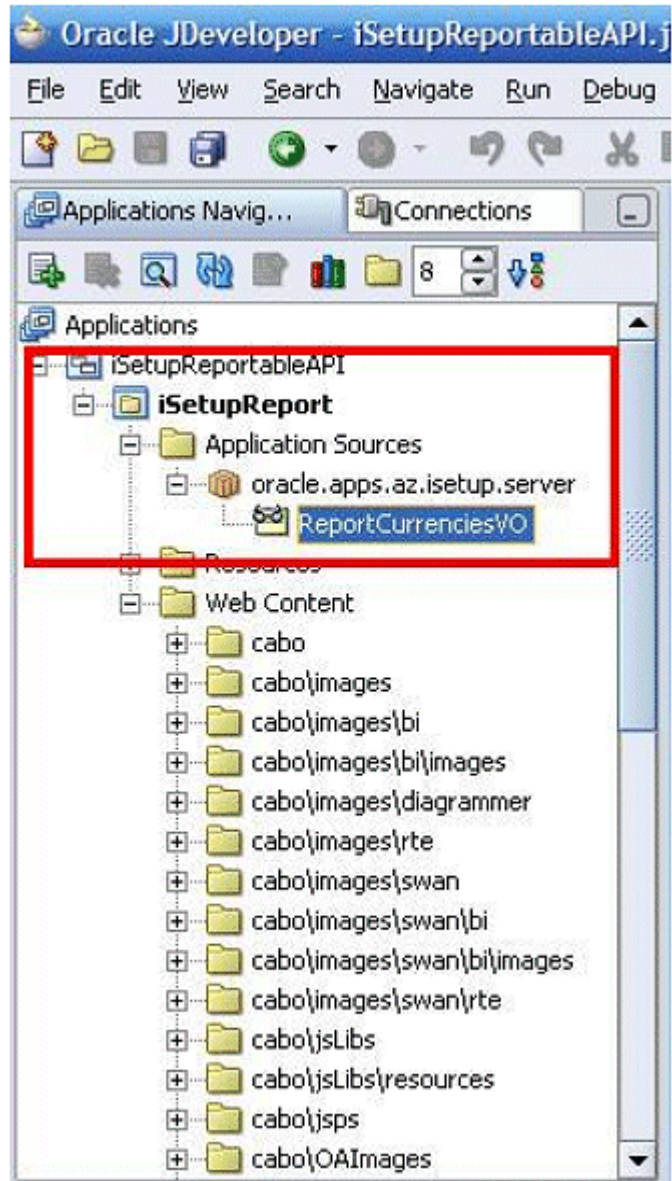 Oracle JDeveloper - iSetupReportableAPI.j
File Edit View Search Navigate Run Debug
Applications Navig... Connections
8
Applications
iSetupReportableAPI
iSetupReport
Application Sources
oracle.apps.az.isetup.server
ReportCurrenciesVO
Resources
Web Content
cabo
cabo\images
cabo\images\bi
cabo\images\bi\images
cabo\images\diagrammer
cabo\images\rte
cabo\images\swan
cabo\images\swan\bi
cabo\images\swan\bi\images
cabo\images\swan\rte
cabo\jsLibs
cabo\jsLibs\resources
cabo\jsps
cabo\OAImages